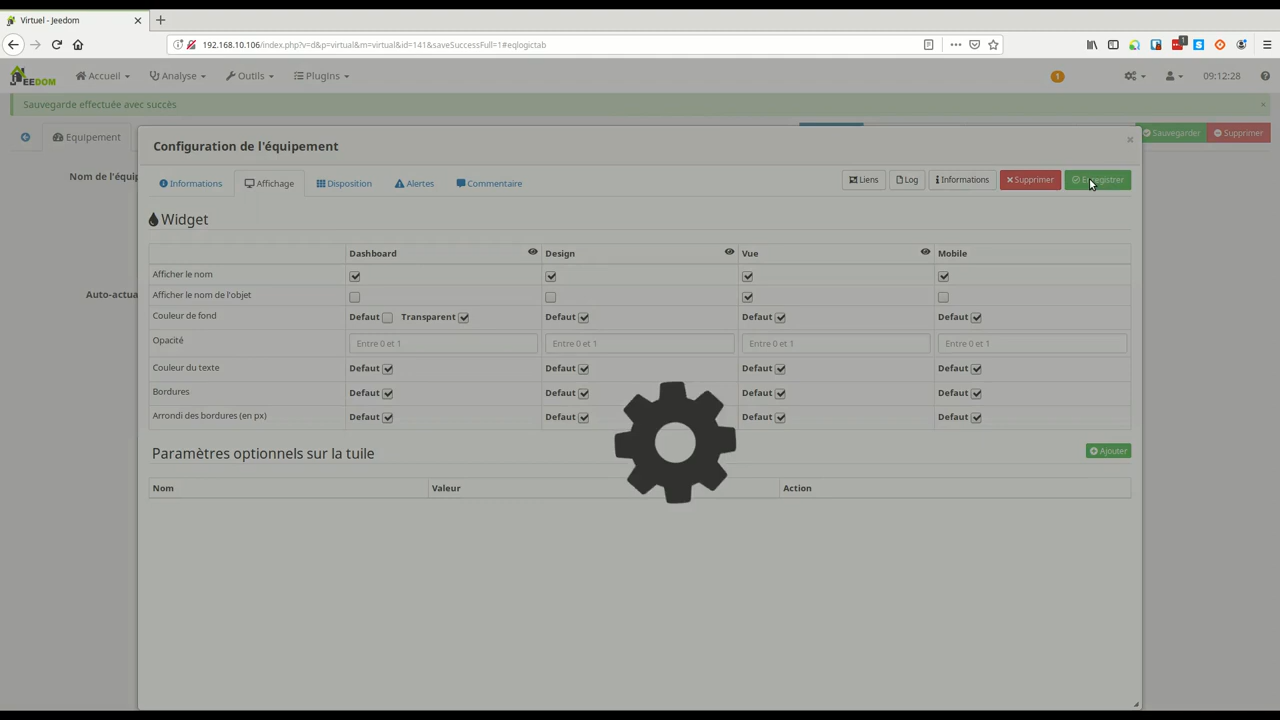 Virtuel - Jeedom
192.168.10.106/index.php?v=d&p=virtual&m=virtual&id=141&saveSuccessFull=1#eqlogictab
1
JEEDOM Accueil Analyse Outils Plugins 1 09:12:28
Sauvegarde effectuée avec succès ×
Equipement Sauvegarder Supprimer
Configuration de l'équipement ×
Nom de l'équip
Informations Affichage Disposition Alertes Commentaire Liens Log Informations Supprimer Enregistrer
Widget
Dashboard Design Vue Mobile
Afficher le nom
Afficher le nom de l'objet
Auto-actua
Couleur de fond Defaut Transparent Defaut Defaut Defaut
Opacité Entre 0 et 1 Entre 0 et 1 Entre 0 et 1 Entre 0 et 1
Couleur du texte Defaut Defaut Defaut Defaut
Bordures Defaut Defaut Defaut Defaut
Arrondi des bordures (en px) Defaut Defaut Defaut Defaut
Paramètres optionnels sur la tuile Ajouter
Nom Valeur Action